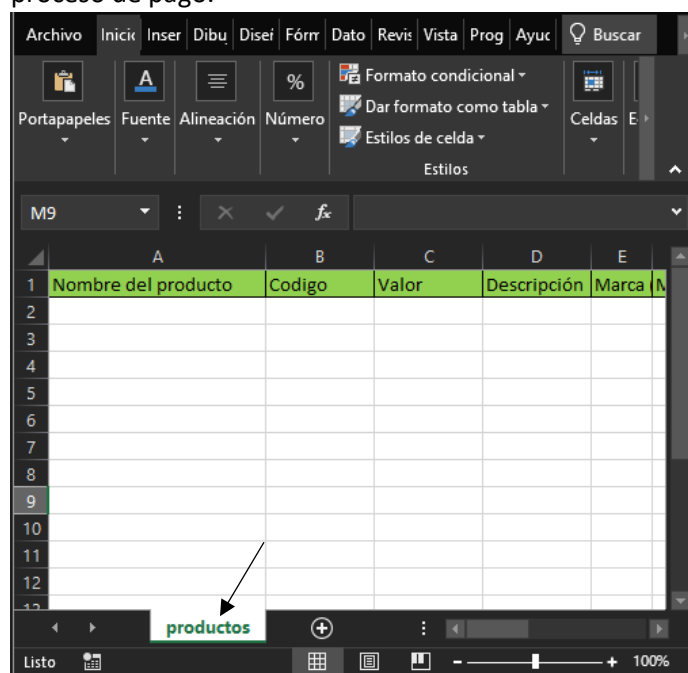 proceso de pago.
Archivo Inicio Inser Dibu Diseñ Fórm Dato Revis Vista Prog Ayud Buscar
Portapapeles Fuente Alineación Número
Formato condicional
Dar formato como tabla
Estilos de celda
Estilos
Celdas
M9 fx
A B C D E
1 Nombre del producto Codigo Valor Descripción Marca
2
3
4
5
6
7
8
9
10
11
12
productos
Listo 100%